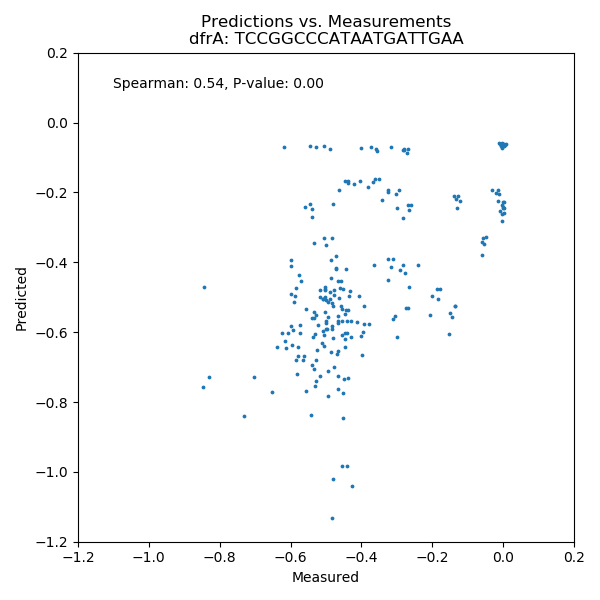 Predictions vs. Measurements
dfrA: TCCGGCCCATAATGATTGAA
Spearman: 0.54, P-value: 0.00
Predicted
0.2
0.0
−0.2
−0.4
−0.6
−0.8
−1.0
−1.2
−1.2 −1.0 −0.8 −0.6 −0.4 −0.2 0.0 0.2
Measured